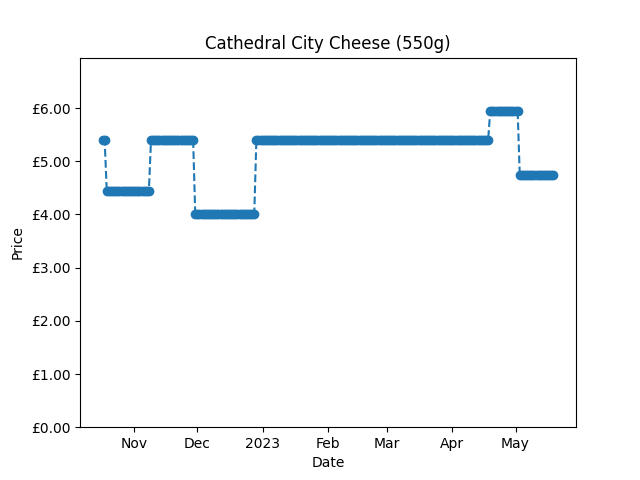 Cathedral City Cheese (550g)
£6.00
£5.00
£4.00
£3.00
£2.00
£1.00
£0.00
Price
Nov Dec 2023 Feb Mar Apr May
Date